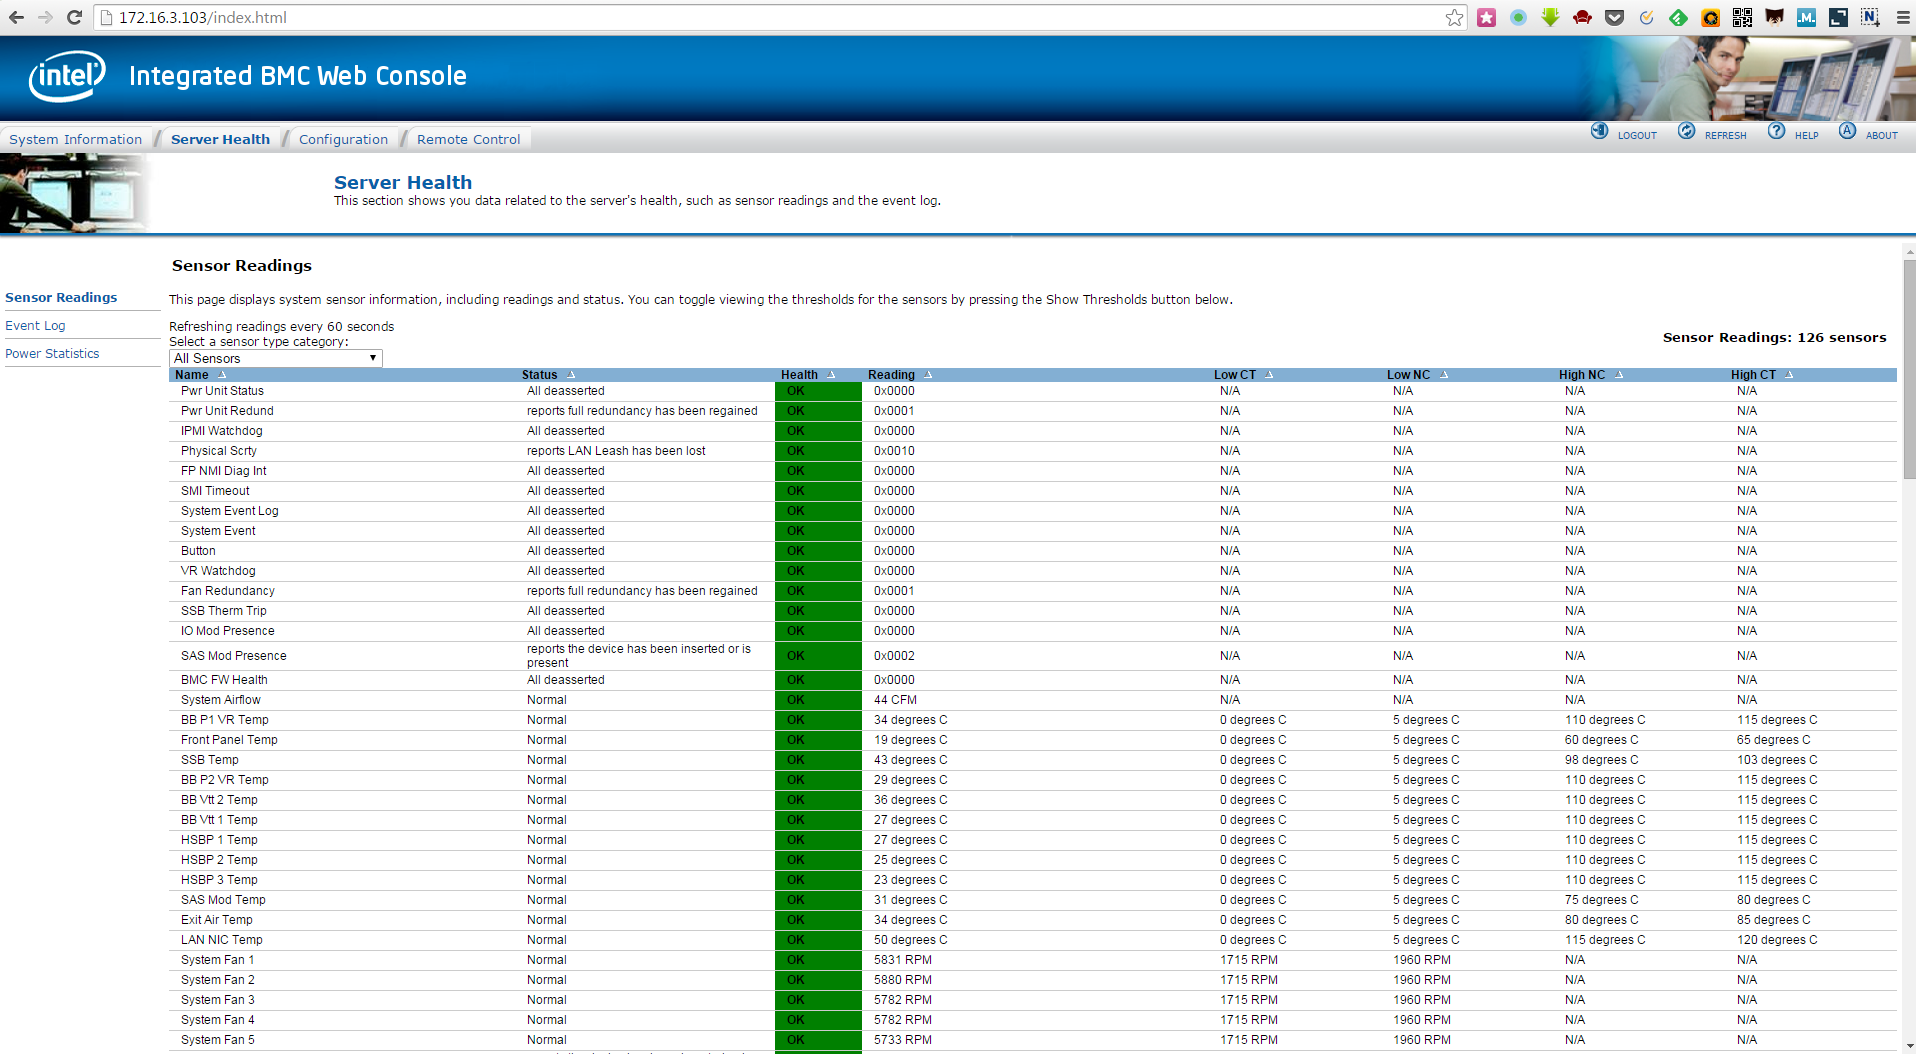 172.16.3.103/index.html
intel Integrated BMC Web Console
System Information Server Health Configuration Remote Control LOGOUT REFRESH HELP ABOUT
Server Health
This section shows you data related to the server's health, such as sensor readings and the event log.
Sensor Readings
Event Log
Power Statistics
Sensor Readings
This page displays system sensor information, including readings and status. You can toggle viewing the thresholds for the sensors by pressing the Show Thresholds button below.
Refreshing readings every 60 seconds
Select a sensor type category:
Sensor Readings: 126 sensors
All Sensors
Name Status Health Reading Low CT Low NC High NC High CT
Pwr Unit Status All deasserted OK 0x0000 N/A N/A N/A N/A
Pwr Unit Redund reports full redundancy has been regained OK 0x0001 N/A N/A N/A N/A
IPMI Watchdog All deasserted OK 0x0000 N/A N/A N/A N/A
Physical Scrty reports LAN Leash has been lost OK 0x0010 N/A N/A N/A N/A
FP NMI Diag Int All deasserted OK 0x0000 N/A N/A N/A N/A
SMI Timeout All deasserted OK 0x0000 N/A N/A N/A N/A
System Event Log All deasserted OK 0x0000 N/A N/A N/A N/A
System Event All deasserted OK 0x0000 N/A N/A N/A N/A
Button All deasserted OK 0x0000 N/A N/A N/A N/A
VR Watchdog All deasserted OK 0x0000 N/A N/A N/A N/A
Fan Redundancy reports full redundancy has been regained OK 0x0001 N/A N/A N/A N/A
SSB Therm Trip All deasserted OK 0x0000 N/A N/A N/A N/A
IO Mod Presence All deasserted OK 0x0000 N/A N/A N/A N/A
SAS Mod Presence reports the device has been inserted or is present OK 0x0002 N/A N/A N/A N/A
BMC FW Health All deasserted OK 0x0000 N/A N/A N/A N/A
System Airflow Normal OK 44 CFM N/A N/A N/A N/A
BB P1 VR Temp Normal OK 34 degrees C 0 degrees C 5 degrees C 110 degrees C 115 degrees C
Front Panel Temp Normal OK 19 degrees C 0 degrees C 5 degrees C 60 degrees C 65 degrees C
SSB Temp Normal OK 43 degrees C 0 degrees C 5 degrees C 98 degrees C 103 degrees C
BB P2 VR Temp Normal OK 29 degrees C 0 degrees C 5 degrees C 110 degrees C 115 degrees C
BB Vtt 2 Temp Normal OK 36 degrees C 0 degrees C 5 degrees C 110 degrees C 115 degrees C
BB Vtt 1 Temp Normal OK 27 degrees C 0 degrees C 5 degrees C 110 degrees C 115 degrees C
HSBP 1 Temp Normal OK 27 degrees C 0 degrees C 5 degrees C 110 degrees C 115 degrees C
HSBP 2 Temp Normal OK 25 degrees C 0 degrees C 5 degrees C 110 degrees C 115 degrees C
HSBP 3 Temp Normal OK 23 degrees C 0 degrees C 5 degrees C 110 degrees C 115 degrees C
SAS Mod Temp Normal OK 31 degrees C 0 degrees C 5 degrees C 75 degrees C 80 degrees C
Exit Air Temp Normal OK 34 degrees C 0 degrees C 5 degrees C 80 degrees C 85 degrees C
LAN NIC Temp Normal OK 50 degrees C 0 degrees C 5 degrees C 115 degrees C 120 degrees C
System Fan 1 Normal OK 5831 RPM 1715 RPM 1960 RPM N/A N/A
System Fan 2 Normal OK 5880 RPM 1715 RPM 1960 RPM N/A N/A
System Fan 3 Normal OK 5782 RPM 1715 RPM 1960 RPM N/A N/A
System Fan 4 Normal OK 5782 RPM 1715 RPM 1960 RPM N/A N/A
System Fan 5 Normal OK 5733 RPM 1715 RPM 1960 RPM N/A N/A